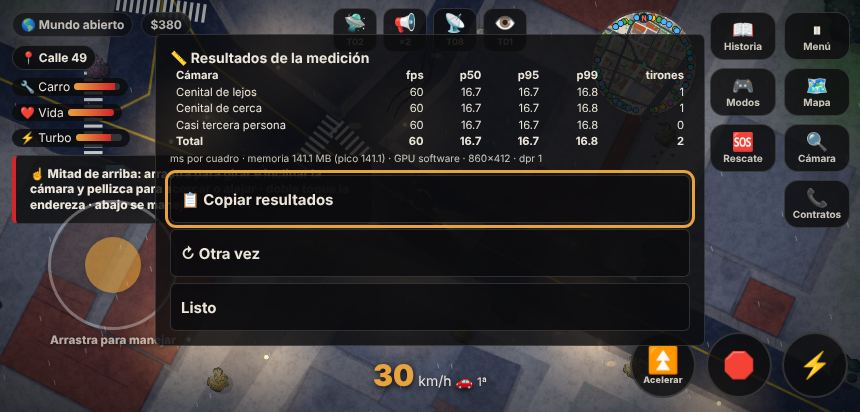 🌎 Mundo abierto
$380
📍 Calle 49
🔧 Carro
❤️ Vida
⚡ Turbo
T02
×2
T08
T01
📏 Resultados de la medición
Cámara fps p50 p95 p99 tirones
Cenital de lejos 60 16.7 16.7 16.8 1
Cenital de cerca 60 16.7 16.7 16.8 1
Casi tercera persona 60 16.7 16.7 16.8 0
Total 60 16.7 16.7 16.8 2
ms por cuadro · memoria 141.1 MB (pico 141.1) · GPU software · 860×412 · dpr 1
📋 Copiar resultados
↻ Otra vez
Listo
☝️ Mitad de arriba:
cámara y pellizca para
endereza · abajo se
Arrastra para manejar
30 km/h 🚗 1ª
Historia
Menú
Modos
Mapa
Rescate
Cámara
Contratos
Acelerar